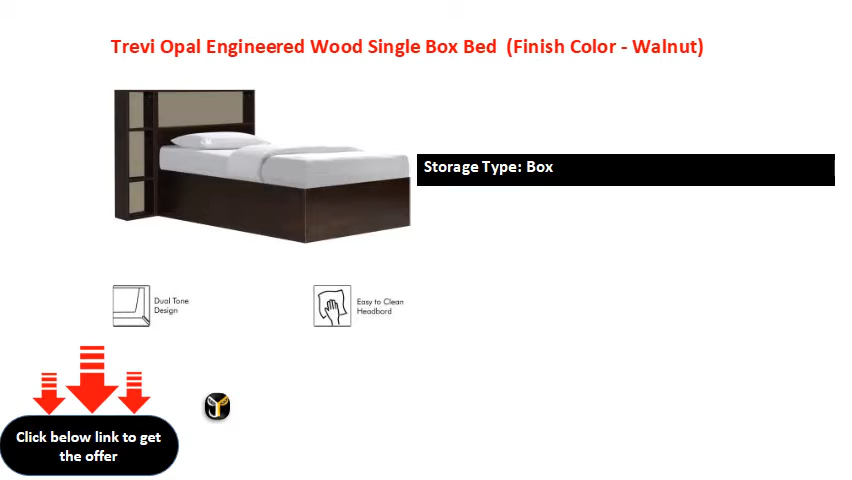 Trevi Opal Engineered Wood Single Box Bed (Finish Color - Walnut)
Storage Type: Box
Dual Tone
Design
Easy to Clean
Headbord
Click below link to get
the offer